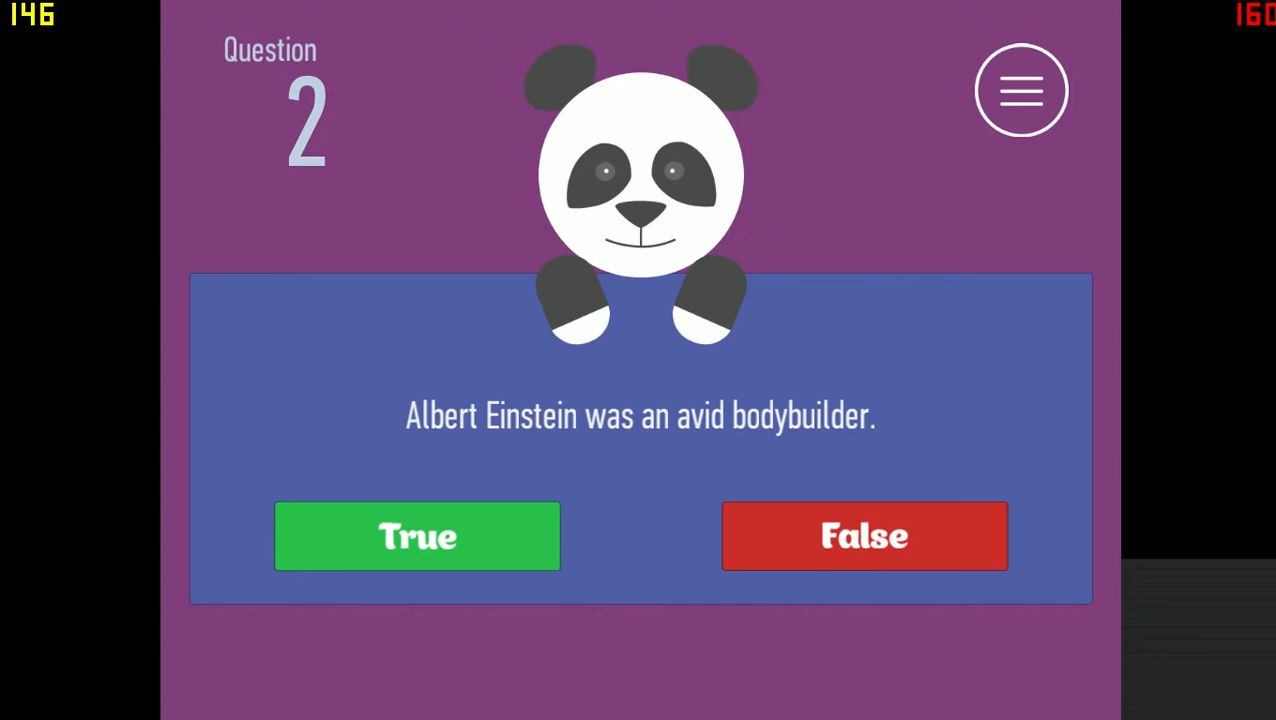 146
160
Question
2
Albert Einstein was an avid bodybuilder.
True
False